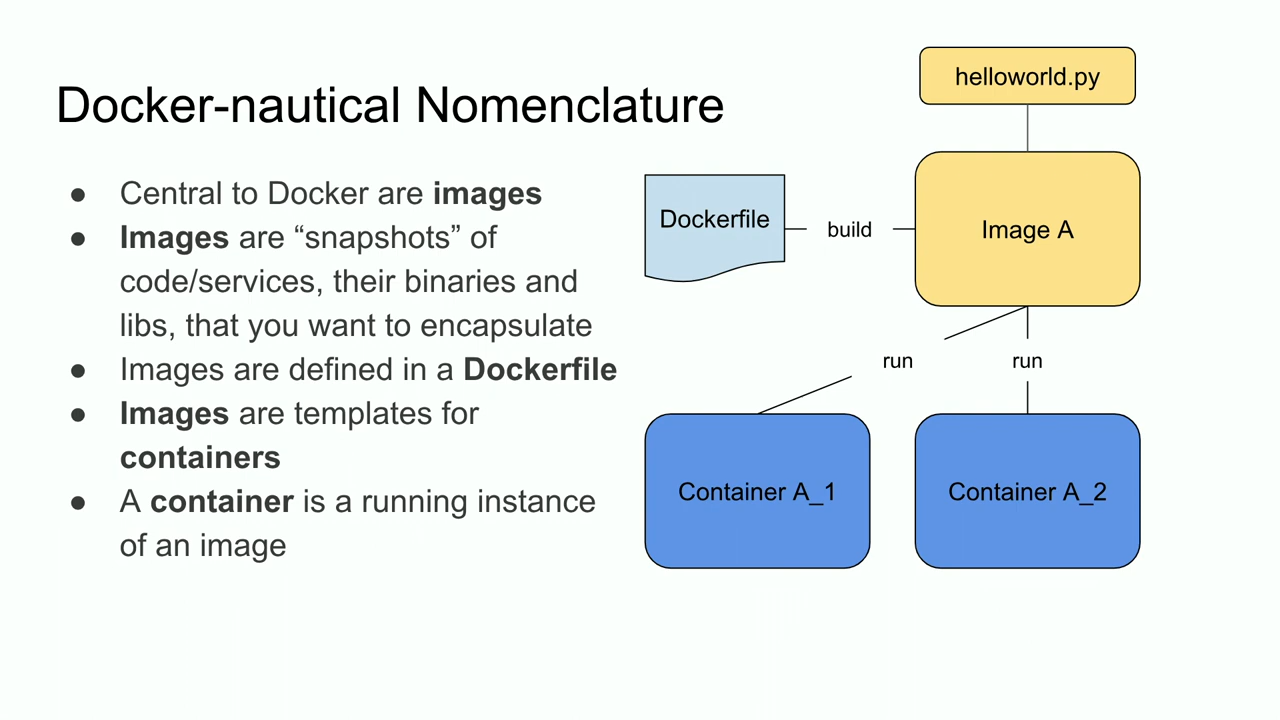 Docker-nautical Nomenclature
● Central to Docker are images
● Images are “snapshots” of
code/services, their binaries and
libs, that you want to encapsulate
● Images are defined in a Dockerfile
● Images are templates for
containers
● A container is a running instance
of an image
helloworld.py
Dockerfile
build
Image A
run
run
Container A_1
Container A_2